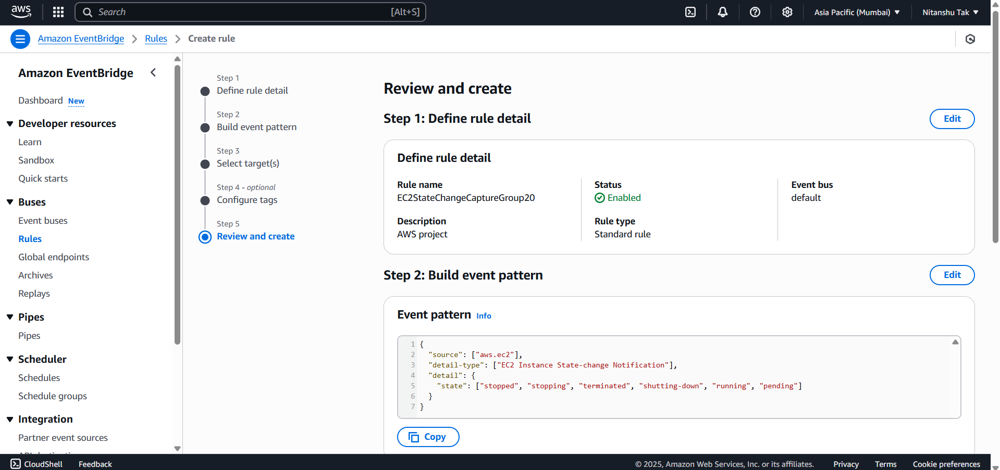 aws
Search
[Alt+S]
Asia Pacific (Mumbai)
Nitanshu Tak
Amazon EventBridge
Rules
Create rule
Amazon EventBridge
Dashboard New
Developer resources
Learn
Sandbox
Quick starts
Buses
Event buses
Rules
Global endpoints
Archives
Replays
Pipes
Pipes
Scheduler
Schedules
Schedule groups
Integration
Partner event sources
Step 1
Define rule detail
Step 2
Build event pattern
Step 3
Select target(s)
Step 4 - optional
Configure tags
Step 5
Review and create
Review and create
Step 1: Define rule detail
Edit
Define rule detail
Rule name
EC2StateChangeCaptureGroup20
Description
AWS project
Status
Enabled
Rule type
Standard rule
Event bus
default
Step 2: Build event pattern
Edit
Event pattern Info
1 {
2 "source": ["aws.ec2"],
3 "detail-type": ["EC2 Instance State-change Notification"],
4 "detail": {
5 "state": ["stopped", "stopping", "terminated", "shutting-down", "running", "pending"]
6 }
7 }
Copy
CloudShell
Feedback
© 2025, Amazon Web Services, Inc. or its affiliates.
Privacy
Terms
Cookie preferences